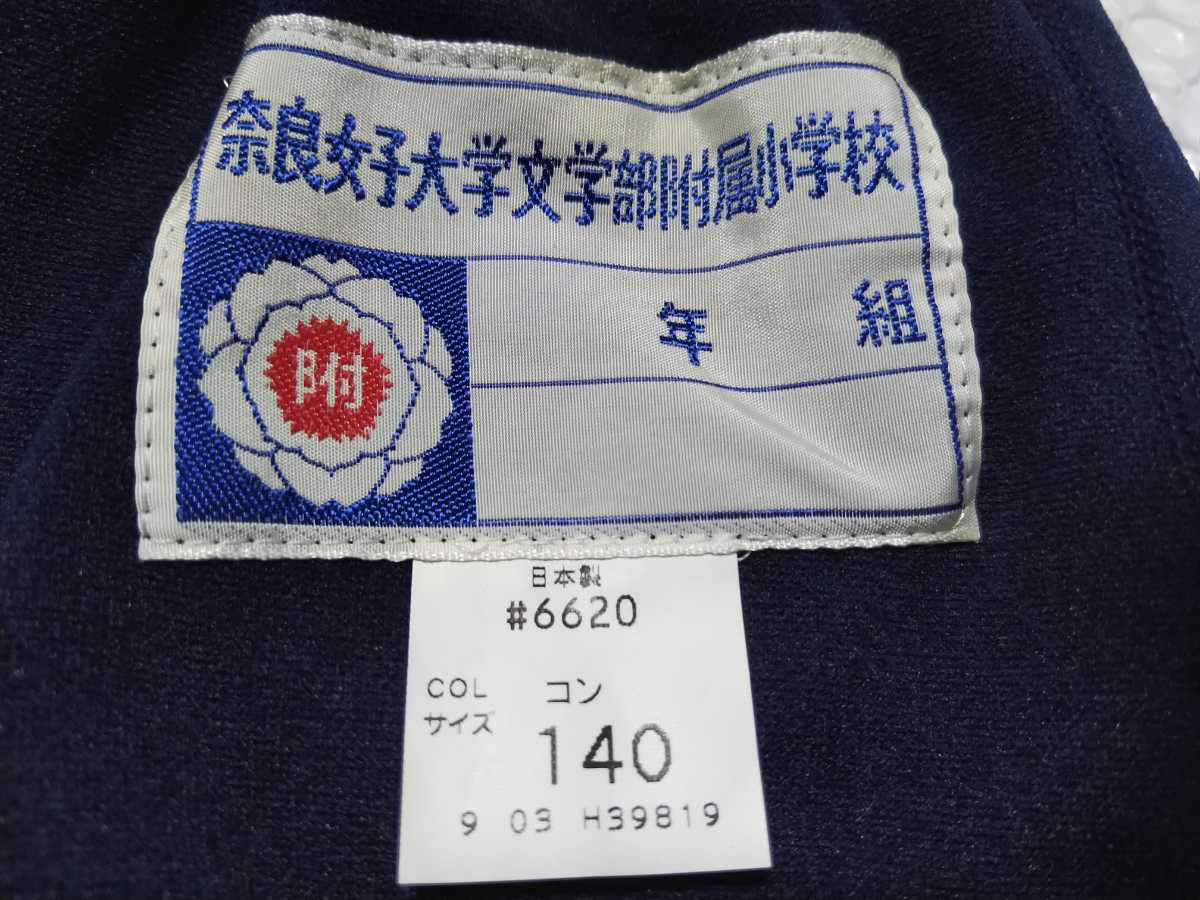 奈良女子大学文学部附属小学校
年 組
附
日本製
#6620
COL コン
サイズ 140
9 03 H39819